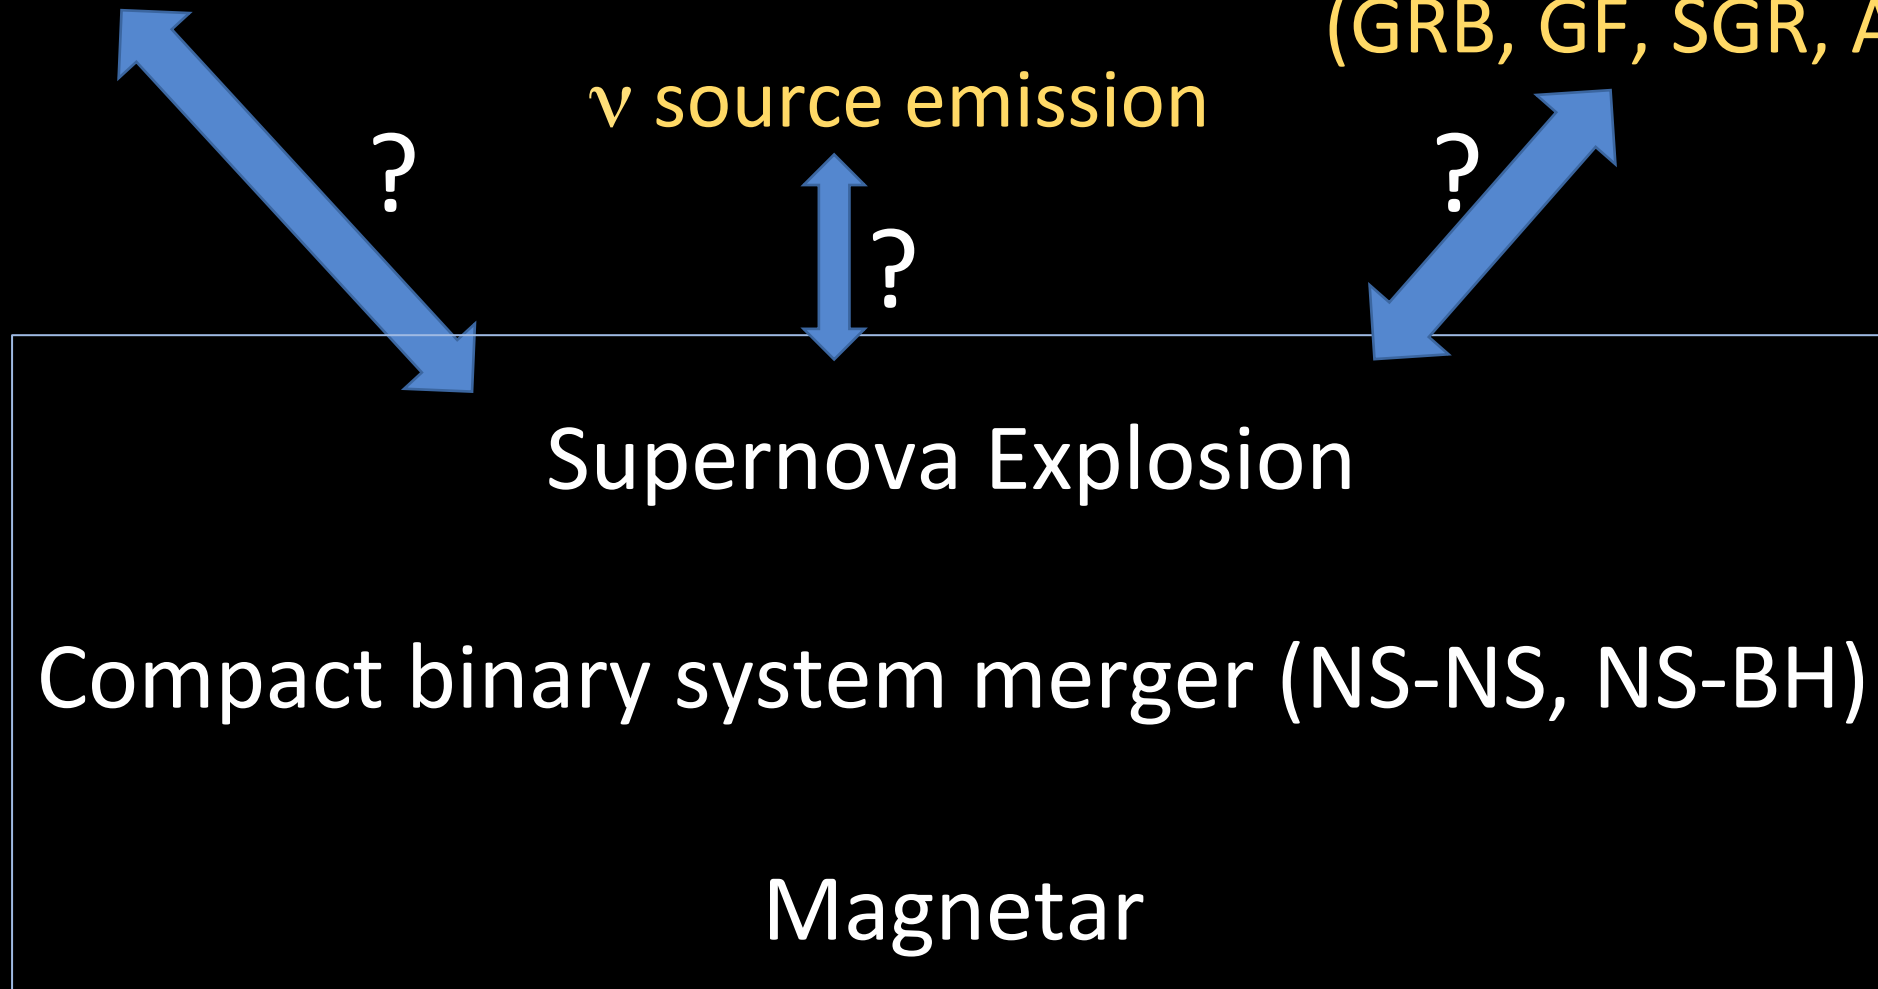 (GRB, GF, SGR, A
ν source emission
?
?
?
Supernova Explosion
Compact binary system merger (NS-NS, NS-BH)
Magnetar